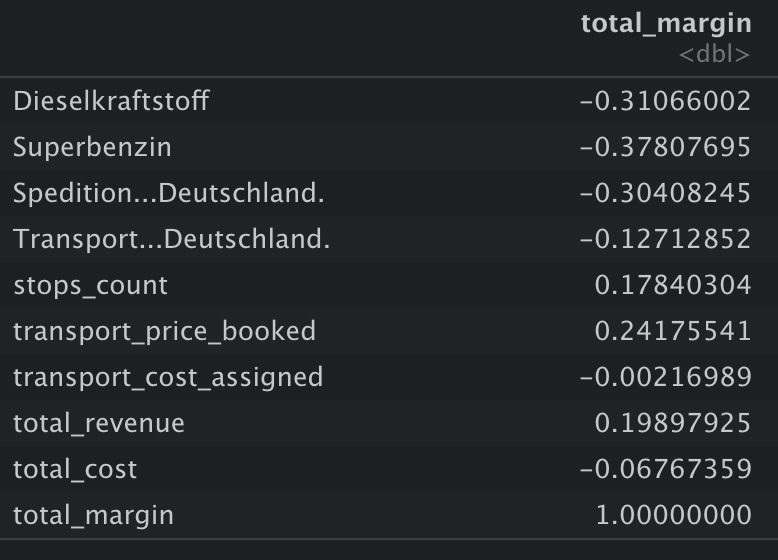 total_margin
<dbl>
Dieselkraftstoff -0.31066002
Superbenzin -0.37807695
Spedition...Deutschland. -0.30408245
Transport...Deutschland. -0.12712852
stops_count 0.17840304
transport_price_booked 0.24175541
transport_cost_assigned -0.00216989
total_revenue 0.19897925
total_cost -0.06767359
total_margin 1.00000000